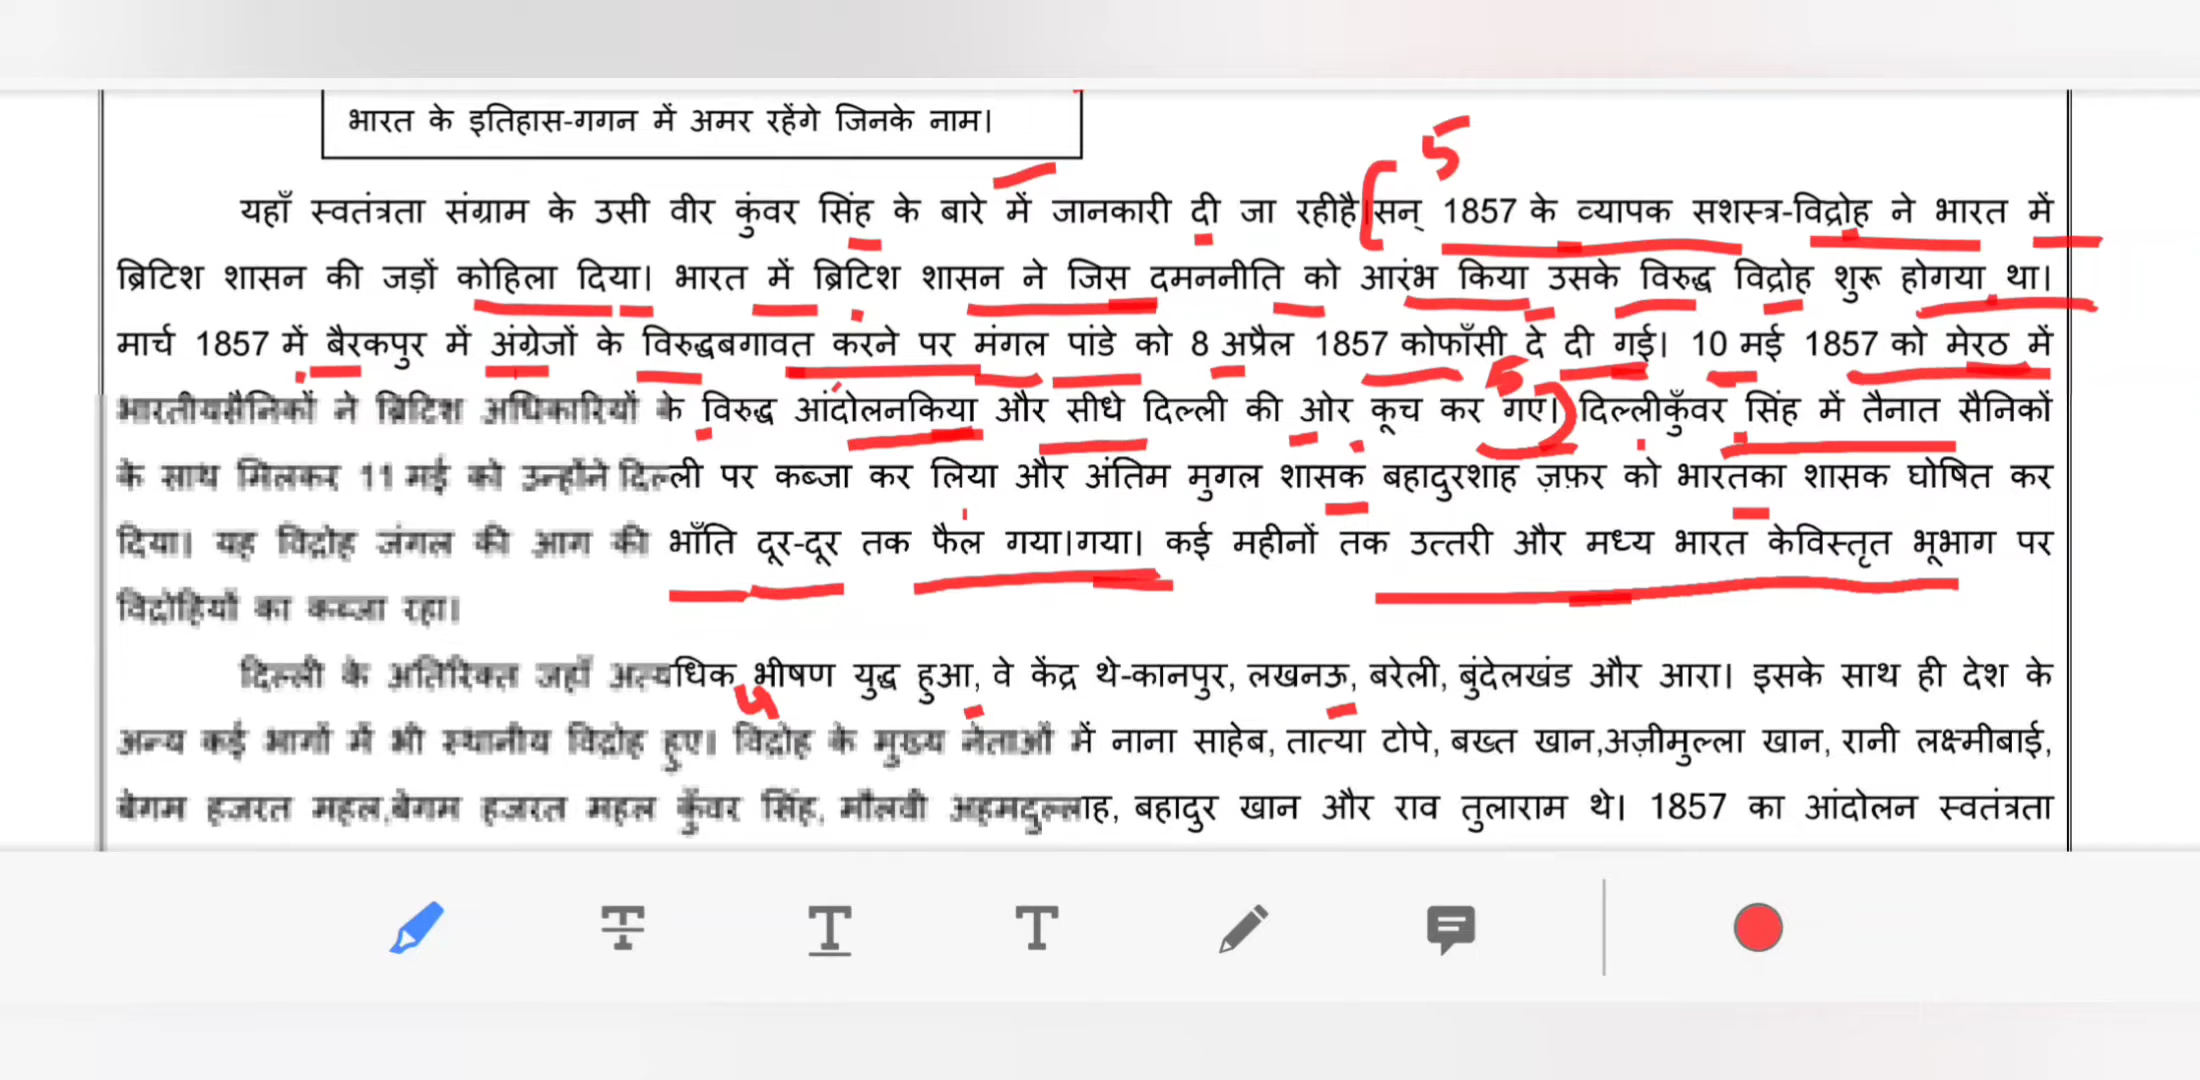 भारत के इतिहास-गगन में अमर रहेंगे जिनके नाम।
5
यहाँ स्वतंत्रता संग्राम के उसी वीर कुंवर सिंह के बारे में जानकारी दी जा रहीहै सन् 1857 के व्यापक सशस्त्र-विद्रोह ने भारत में
ब्रिटिश शासन की जड़ों कोहिला दिया। भारत में ब्रिटिश शासन ने जिस दमननीति को आरंभ किया उसके विरुद्ध विद्रोह शुरू होगया था।
मार्च 1857 में बैरकपुर में अंग्रेजों के विरुद्धबगावत करने पर मंगल पांडे को 8 अप्रैल 1857 कोफाँसी दे दी गई। 10 मई 1857 को मेरठ में
5
भारतीयसैनिकों ने ब्रिटिश अधिकारियों के विरुद्ध आंदोलनकिया और सीधे दिल्ली की ओर कूच कर गए। दिल्लीकुँवर सिंह में तैनात सैनिकों
के साथ मिलकर 11 मई को उन्होंने दिल्ली पर कब्जा कर लिया और अंतिम मुगल शासक बहादुरशाह ज़फ़र को भारतका शासक घोषित कर
दिया। यह विद्रोह जंगल की आग की भाँति दूर-दूर तक फैल गया।गया। कई महीनों तक उत्तरी और मध्य भारत केविस्तृत भूभाग पर
विद्रोहियों का कब्जा रहा।
दिल्ली के अतिरिक्त जहाँ अत्यधिक भीषण युद्ध हुआ, वे केंद्र थे-कानपुर, लखनऊ, बरेली, बुंदेलखंड और आरा। इसके साथ ही देश के
अन्य कई भागों में भी स्थानीय विद्रोह हुए। विद्रोह के मुख्य नेताओं में नाना साहेब, तात्या टोपे, बख्त खान,अज़ीमुल्ला खान, रानी लक्ष्मीबाई,
बेगम हजरत महल,बेगम हजरत महल कुँवर सिंह, मौलवी अहमदुल्लाह, बहादुर खान और राव तुलाराम थे। 1857 का आंदोलन स्वतंत्रता